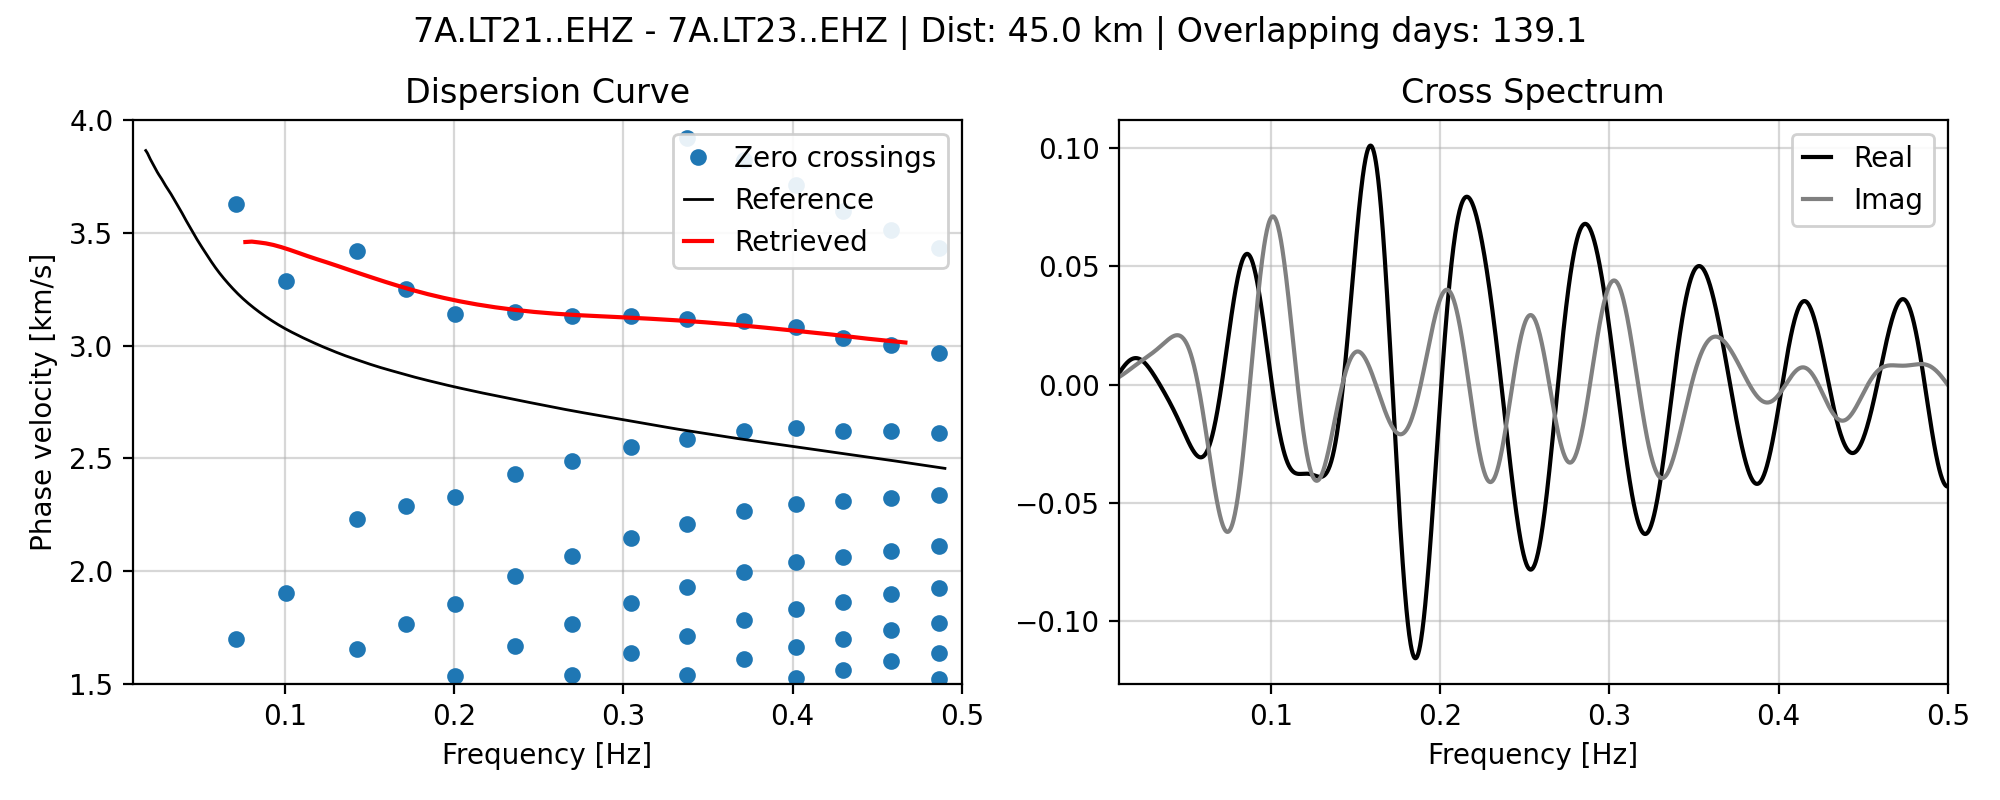 7A.LT21..EHZ - 7A.LT23..EHZ | Dist: 45.0 km | Overlapping days: 139.1
Dispersion Curve
4.0
3.5
3.0
2.5
2.0
1.5
Phase velocity [km/s]
Zero crossings
Reference
Retrieved
0.1
0.2
0.3
0.4
0.5
Frequency [Hz]
Cross Spectrum
0.10
0.05
0.00
−0.05
−0.10
Real
Imag
0.1
0.2
0.3
0.4
0.5
Frequency [Hz]